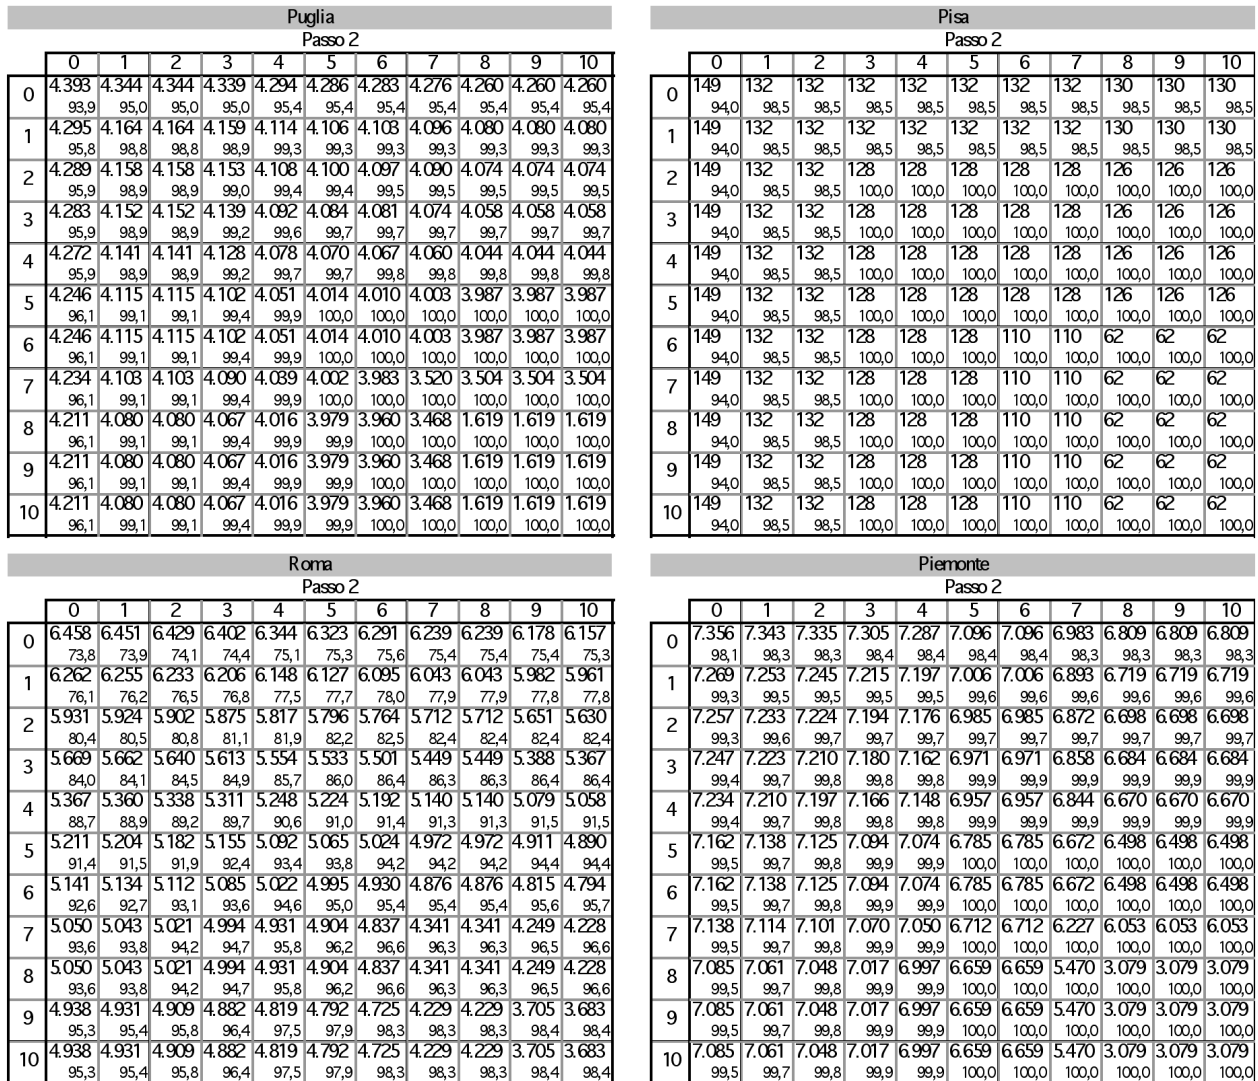 Puglia
Passo 2
0 1 2 3 4 5 6 7 8 9 10
0 4.393 4.344 4.344 4.339 4.294 4.286 4.283 4.276 4.260 4.260 4.260
93,9 95,0 95,0 95,0 95,4 95,4 95,4 95,4 95,4 95,4 95,4
1 4.295 4.164 4.164 4.159 4.114 4.106 4.103 4.096 4.080 4.080 4.080
95,8 98,8 98,8 98,9 99,3 99,3 99,3 99,3 99,3 99,3 99,3
2 4.289 4.158 4.158 4.153 4.108 4.100 4.097 4.090 4.074 4.074 4.074
95,9 98,9 98,9 99,0 99,4 99,4 99,5 99,5 99,5 99,5 99,5
3 4.283 4.152 4.152 4.139 4.092 4.084 4.081 4.074 4.058 4.058 4.058
95,9 98,9 98,9 99,2 99,6 99,7 99,7 99,7 99,7 99,7 99,7
4 4.272 4.141 4.141 4.128 4.078 4.070 4.067 4.060 4.044 4.044 4.044
95,9 98,9 98,9 99,2 99,7 99,7 99,8 99,8 99,8 99,8 99,8
5 4.246 4.115 4.115 4.102 4.051 4.014 4.010 4.003 3.987 3.987 3.987
96,1 99,1 99,1 99,4 99,9 100,0 100,0 100,0 100,0 100,0 100,0
6 4.246 4.115 4.115 4.102 4.051 4.014 4.010 4.003 3.987 3.987 3.987
96,1 99,1 99,1 99,4 99,9 100,0 100,0 100,0 100,0 100,0 100,0
7 4.234 4.103 4.103 4.090 4.039 4.002 3.983 3.520 3.504 3.504 3.504
96,1 99,1 99,1 99,4 99,9 100,0 100,0 100,0 100,0 100,0 100,0
8 4.211 4.080 4.080 4.067 4.016 3.979 3.960 3.468 1.619 1.619 1.619
96,1 99,1 99,1 99,4 99,9 99,9 100,0 100,0 100,0 100,0 100,0
9 4.211 4.080 4.080 4.067 4.016 3.979 3.960 3.468 1.619 1.619 1.619
96,1 99,1 99,1 99,4 99,9 99,9 100,0 100,0 100,0 100,0 100,0
10 4.211 4.080 4.080 4.067 4.016 3.979 3.960 3.468 1.619 1.619 1.619
96,1 99,1 99,1 99,4 99,9 99,9 100,0 100,0 100,0 100,0 100,0
Pisa
Passo 2
0 1 2 3 4 5 6 7 8 9 10
0 149 132 132 132 132 132 132 132 130 130 130
94,0 98,5 98,5 98,5 98,5 98,5 98,5 98,5 98,5 98,5 98,5
1 149 132 132 132 132 132 132 132 130 130 130
94,0 98,5 98,5 98,5 98,5 98,5 98,5 98,5 98,5 98,5 98,5
2 149 132 132 128 128 128 128 128 126 126 126
94,0 98,5 98,5 100,0 100,0 100,0 100,0 100,0 100,0 100,0 100,0
3 149 132 132 128 128 128 128 128 126 126 126
94,0 98,5 98,5 100,0 100,0 100,0 100,0 100,0 100,0 100,0 100,0
4 149 132 132 128 128 128 128 128 126 126 126
94,0 98,5 98,5 100,0 100,0 100,0 100,0 100,0 100,0 100,0 100,0
5 149 132 132 128 128 128 128 128 126 126 126
94,0 98,5 98,5 100,0 100,0 100,0 100,0 100,0 100,0 100,0 100,0
6 149 132 132 128 128 128 110 110 62 62 62
94,0 98,5 98,5 100,0 100,0 100,0 100,0 100,0 100,0 100,0 100,0
7 149 132 132 128 128 128 110 110 62 62 62
94,0 98,5 98,5 100,0 100,0 100,0 100,0 100,0 100,0 100,0 100,0
8 149 132 132 128 128 128 110 110 62 62 62
94,0 98,5 98,5 100,0 100,0 100,0 100,0 100,0 100,0 100,0 100,0
9 149 132 132 128 128 128 110 110 62 62 62
94,0 98,5 98,5 100,0 100,0 100,0 100,0 100,0 100,0 100,0 100,0
10 149 132 132 128 128 128 110 110 62 62 62
94,0 98,5 98,5 100,0 100,0 100,0 100,0 100,0 100,0 100,0 100,0
Roma
Passo 2
0 1 2 3 4 5 6 7 8 9 10
0 6.458 6.451 6.429 6.402 6.344 6.323 6.291 6.239 6.239 6.178 6.157
73,8 73,9 74,1 74,4 75,1 75,3 75,6 75,4 75,4 75,4 75,3
1 6.262 6.255 6.233 6.206 6.148 6.127 6.095 6.043 6.043 5.982 5.961
76,1 76,2 76,5 76,8 77,5 77,7 78,0 77,9 77,9 77,8 77,8
2 5.931 5.924 5.902 5.875 5.817 5.796 5.764 5.712 5.712 5.651 5.630
80,4 80,5 80,8 81,1 81,9 82,2 82,5 82,4 82,4 82,4 82,4
3 5.669 5.662 5.640 5.613 5.554 5.533 5.501 5.449 5.449 5.388 5.367
84,0 84,1 84,5 84,9 85,7 86,0 86,4 86,3 86,3 86,4 86,4
4 5.367 5.360 5.338 5.311 5.248 5.224 5.192 5.140 5.140 5.079 5.058
88,7 88,9 89,2 89,7 90,6 91,0 91,4 91,3 91,3 91,5 91,5
5 5.211 5.204 5.182 5.155 5.092 5.065 5.024 4.972 4.972 4.911 4.890
91,4 91,5 91,9 92,4 93,4 93,8 94,2 94,2 94,2 94,4 94,4
6 5.141 5.134 5.112 5.085 5.022 4.995 4.930 4.876 4.876 4.815 4.794
92,6 92,7 93,1 93,6 94,6 95,0 95,4 95,4 95,4 95,6 95,7
7 5.050 5.043 5.021 4.994 4.931 4.904 4.837 4.341 4.341 4.249 4.228
93,6 93,8 94,2 94,7 95,8 96,2 96,6 96,3 96,3 96,5 96,6
8 5.050 5.043 5.021 4.994 4.931 4.904 4.837 4.341 4.341 4.249 4.228
93,6 93,8 94,2 94,7 95,8 96,2 96,6 96,3 96,3 96,5 96,6
9 4.938 4.931 4.909 4.882 4.819 4.792 4.725 4.229 4.229 3.705 3.683
95,3 95,4 95,8 96,4 97,5 97,9 98,3 98,3 98,3 98,4 98,4
10 4.938 4.931 4.909 4.882 4.819 4.792 4.725 4.229 4.229 3.705 3.683
95,3 95,4 95,8 96,4 97,5 97,9 98,3 98,3 98,3 98,4 98,4
Piemonte
Passo 2
0 1 2 3 4 5 6 7 8 9 10
0 7.356 7.343 7.335 7.305 7.287 7.096 7.096 6.983 6.809 6.809 6.809
98,1 98,3 98,3 98,4 98,4 98,4 98,4 98,3 98,3 98,3 98,3
1 7.269 7.253 7.245 7.215 7.197 7.006 7.006 6.893 6.719 6.719 6.719
99,3 99,5 99,5 99,5 99,5 99,6 99,6 99,6 99,6 99,6 99,6
2 7.257 7.233 7.224 7.194 7.176 6.985 6.985 6.872 6.698 6.698 6.698
99,3 99,6 99,7 99,7 99,7 99,7 99,7 99,7 99,7 99,7 99,7
3 7.247 7.223 7.210 7.180 7.162 6.971 6.971 6.858 6.684 6.684 6.684
99,4 99,7 99,8 99,8 99,8 99,9 99,9 99,9 99,9 99,9 99,9
4 7.234 7.210 7.197 7.166 7.148 6.957 6.957 6.844 6.670 6.670 6.670
99,4 99,7 99,8 99,8 99,8 99,9 99,9 99,9 99,9 99,9 99,9
5 7.162 7.138 7.125 7.094 7.074 6.785 6.785 6.672 6.498 6.498 6.498
99,5 99,7 99,8 99,9 99,9 100,0 100,0 100,0 100,0 100,0 100,0
6 7.162 7.138 7.125 7.094 7.074 6.785 6.785 6.672 6.498 6.498 6.498
99,5 99,7 99,8 99,9 99,9 100,0 100,0 100,0 100,0 100,0 100,0
7 7.138 7.114 7.101 7.070 7.050 6.712 6.712 6.227 6.053 6.053 6.053
99,5 99,7 99,8 99,9 99,9 100,0 100,0 100,0 100,0 100,0 100,0
8 7.085 7.061 7.048 7.017 6.997 6.659 6.659 5.470 3.079 3.079 3.079
99,5 99,7 99,8 99,9 99,9 100,0 100,0 100,0 100,0 100,0 100,0
9 7.085 7.061 7.048 7.017 6.997 6.659 6.659 5.470 3.079 3.079 3.079
99,5 99,7 99,8 99,9 99,9 100,0 100,0 100,0 100,0 100,0 100,0
10 7.085 7.061 7.048 7.017 6.997 6.659 6.659 5.470 3.079 3.079 3.079
99,5 99,7 99,8 99,9 99,9 100,0 100,0 100,0 100,0 100,0 100,0